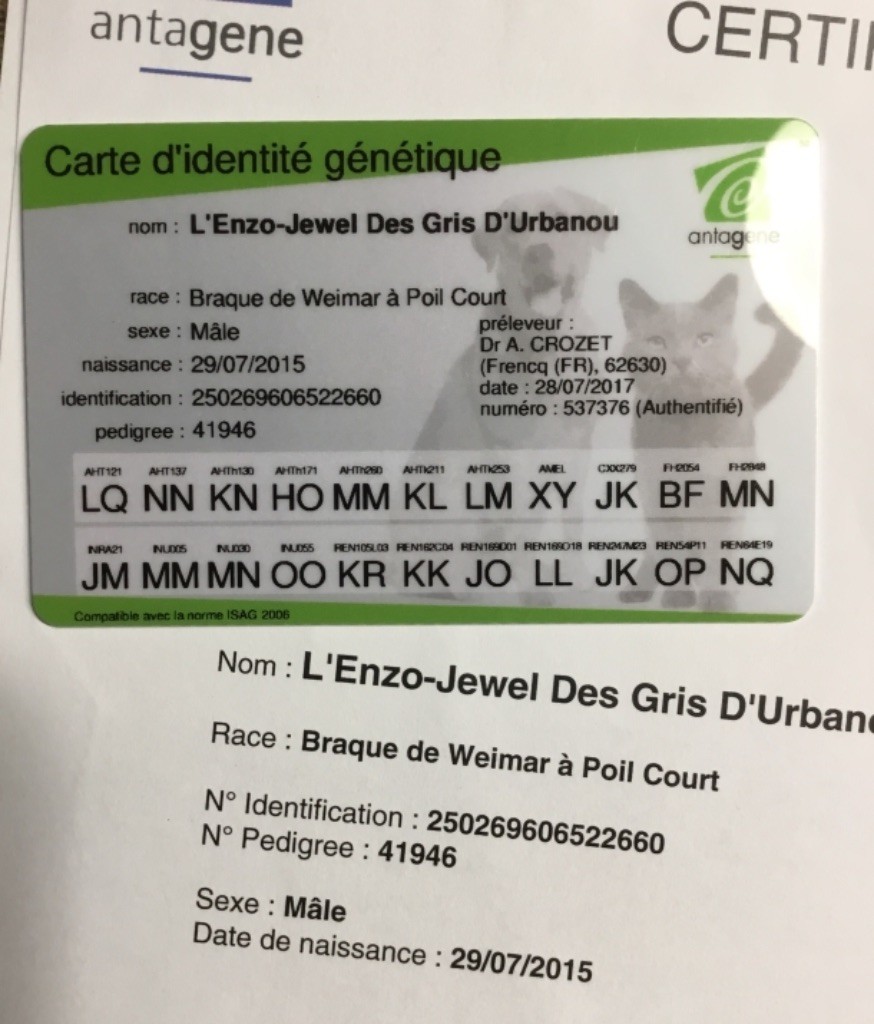 antagene
CERTI
Carte d'identité génétique
nom : L'Enzo-Jewel Des Gris D'Urbanou
antagene
race : Braque de Weimar à Poil Court
sexe : Mâle
naissance : 29/07/2015
identification : 250269606522660
pedigree : 41946
préleveur :
Dr A. CROZET
(Frencq (FR), 62630)
date : 28/07/2017
numéro : 537376 (Authentifié)
AHT121 AHT137 AHTh130 AHTh171 AHTh260 AHTk211 AHTk253 AMEL CXX279 FH2054 FH2848
LQ NN KN HO MM KL LM XY JK BF MN
INRA21 INU005 INU030 INU055 REN105L03 REN162C04 REN169D01 REN169O18 REN247M23 REN54P11 REN64E19
JM MM MN OO KR KK JO LL JK OP NQ
Compatible avec la norme ISAG 2006
Nom : L'Enzo-Jewel Des Gris D'Urban
Race : Braque de Weimar à Poil Court
N° Identification : 250269606522660
N° Pedigree : 41946
Sexe : Mâle
Date de naissance : 29/07/2015